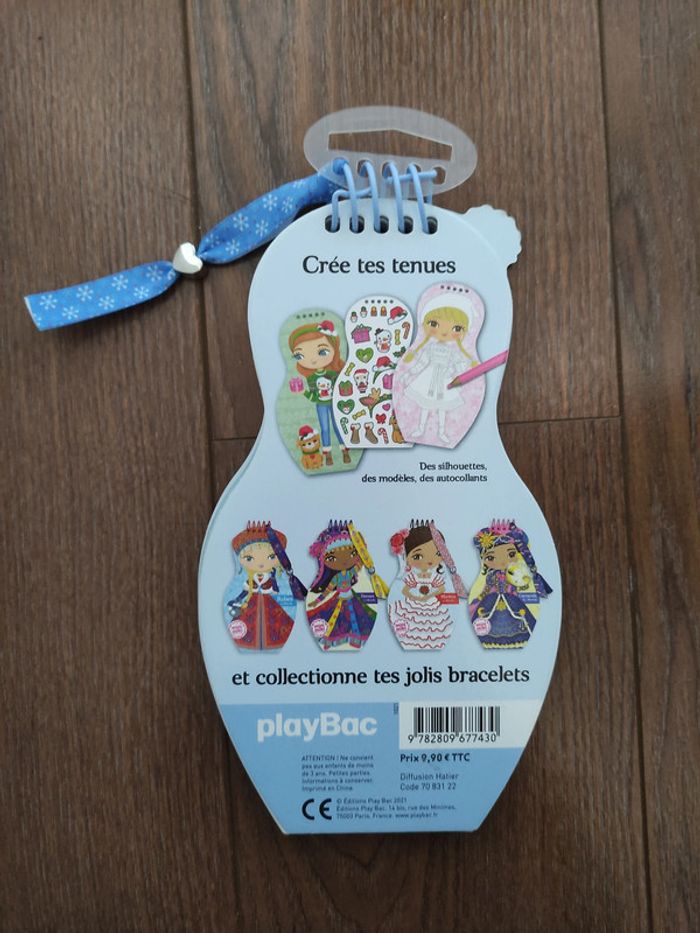 Crée tes tenues
Des silhouettes,
des modèles, des autocollants
et collectionne tes jolis bracelets
playBac
9 782809 677430
ATTENTION ! Ne convient
pas aux enfants de moins
de 3 ans. Petites parties.
Informations à conserver.
Imprimé en Chine.
Prix 9,90 € TTC
Diffusion Hatier
Code 70 831 22
CE
© Éditions Play Bac 2021
Éditions Play Bac, 14 bis, rue des Minimes,
75003 Paris, France www.playbac.fr